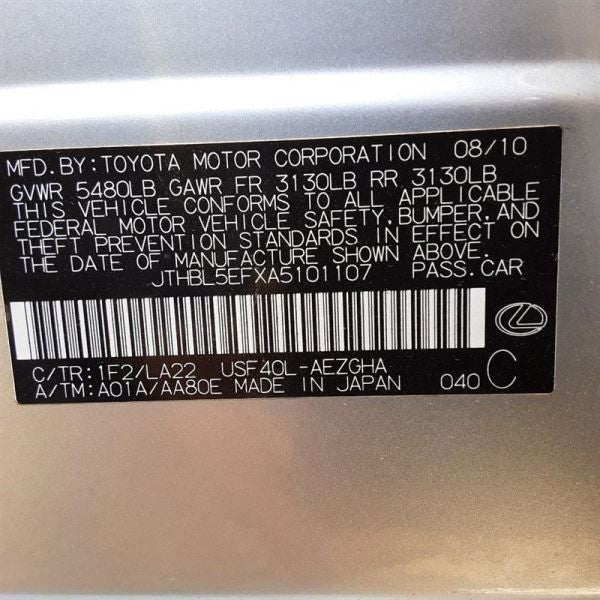 MFD.BY:TOYOTA MOTOR CORPORATION 08/10
GVWR 5480LB GAWR FR 3130LB RR 3130LB
THIS VEHICLE CONFORMS TO ALL APPLICABLE
FEDERAL MOTOR VEHICLE SAFETY,BUMPER,AND
THEFT PREVENTION STANDARDS IN EFFECT ON
THE DATE OF MANUFACTURE SHOWN ABOVE.
JTHBL5EFXA5101107 PASS.CAR
C/TR:1F2/LA22 USF40L-AEZGHA
A/TM:A01A/AA80E MADE IN JAPAN 040 C